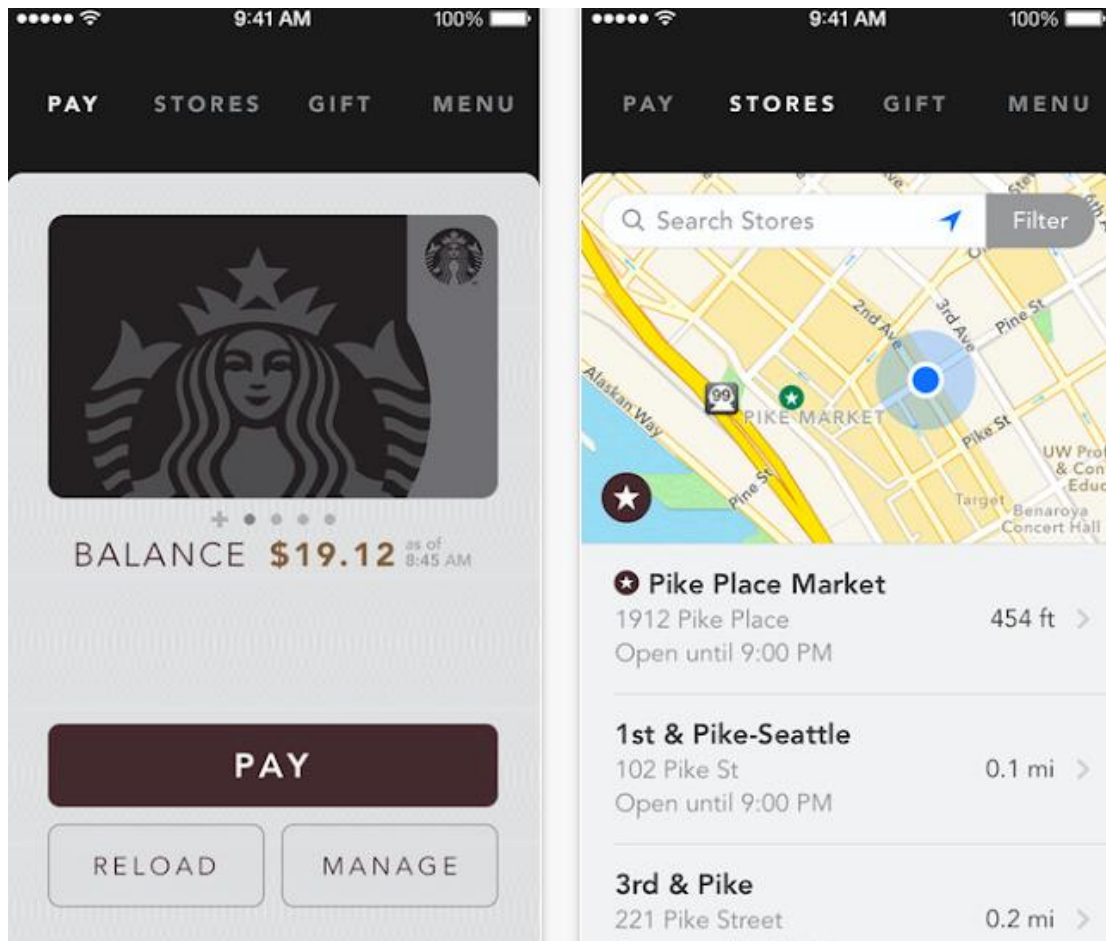 9:41 AM 100%
PAY STORES GIFT MENU
BALANCE $19.12 as of
8:45 AM
PAY
RELOAD MANAGE
9:41 AM 100%
PAY STORES GIFT MENU
Search Stores Filter
2nd Ave
3rd Ave
Pine St
Alaskan Way
99
PIKE MARKET
Pike St
Pine St
UW Prof
& Con
Educ
Target
Benaroya
Concert Hall
Pike Place Market
1912 Pike Place 454 ft
Open until 9:00 PM
1st & Pike-Seattle
102 Pike St 0.1 mi
Open until 9:00 PM
3rd & Pike
221 Pike Street 0.2 mi